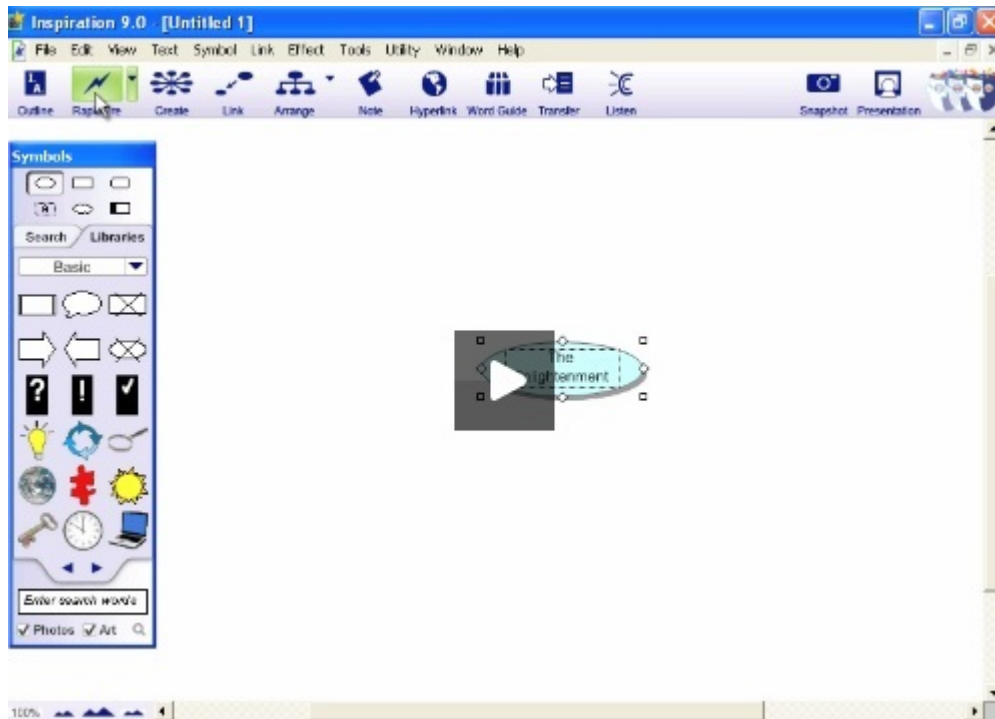 Inspiration 9.0 - [Untitled 1]
File Edit View Text Symbol Link Effect Tools Utility Window Help
Outline Create Link Arrange Note Hyperlink Word Guide Transfer Listen Snapshot Presentation
Symbols
Search Libraries
Basic
The
nlightenment
Enter search words
Photos Art
100%